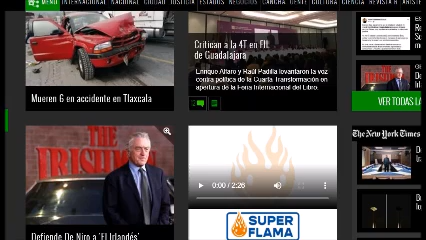 MENÚ INTERNACIONAL NACIONAL CIUDAD JUSTICIA ESTADOS NEGOCIOS CANCHA GENTE CULTURA CIENCIA REVISTA R
Mueren 6 en accidente en Tlaxcala
Critican a la 4T en FIL
de Guadalajara
Enrique Alfaro y Raúl Padilla levantaron la voz
contra política de la Cuarta Transformación en
apertura de la Feria Internacional del Libro.
VER TODAS LA
THE
IRISHMAN
Defiende De Niro a 'El Irlandés'
0:00 / 2:26
SUPER
FLAMA
The New York Times